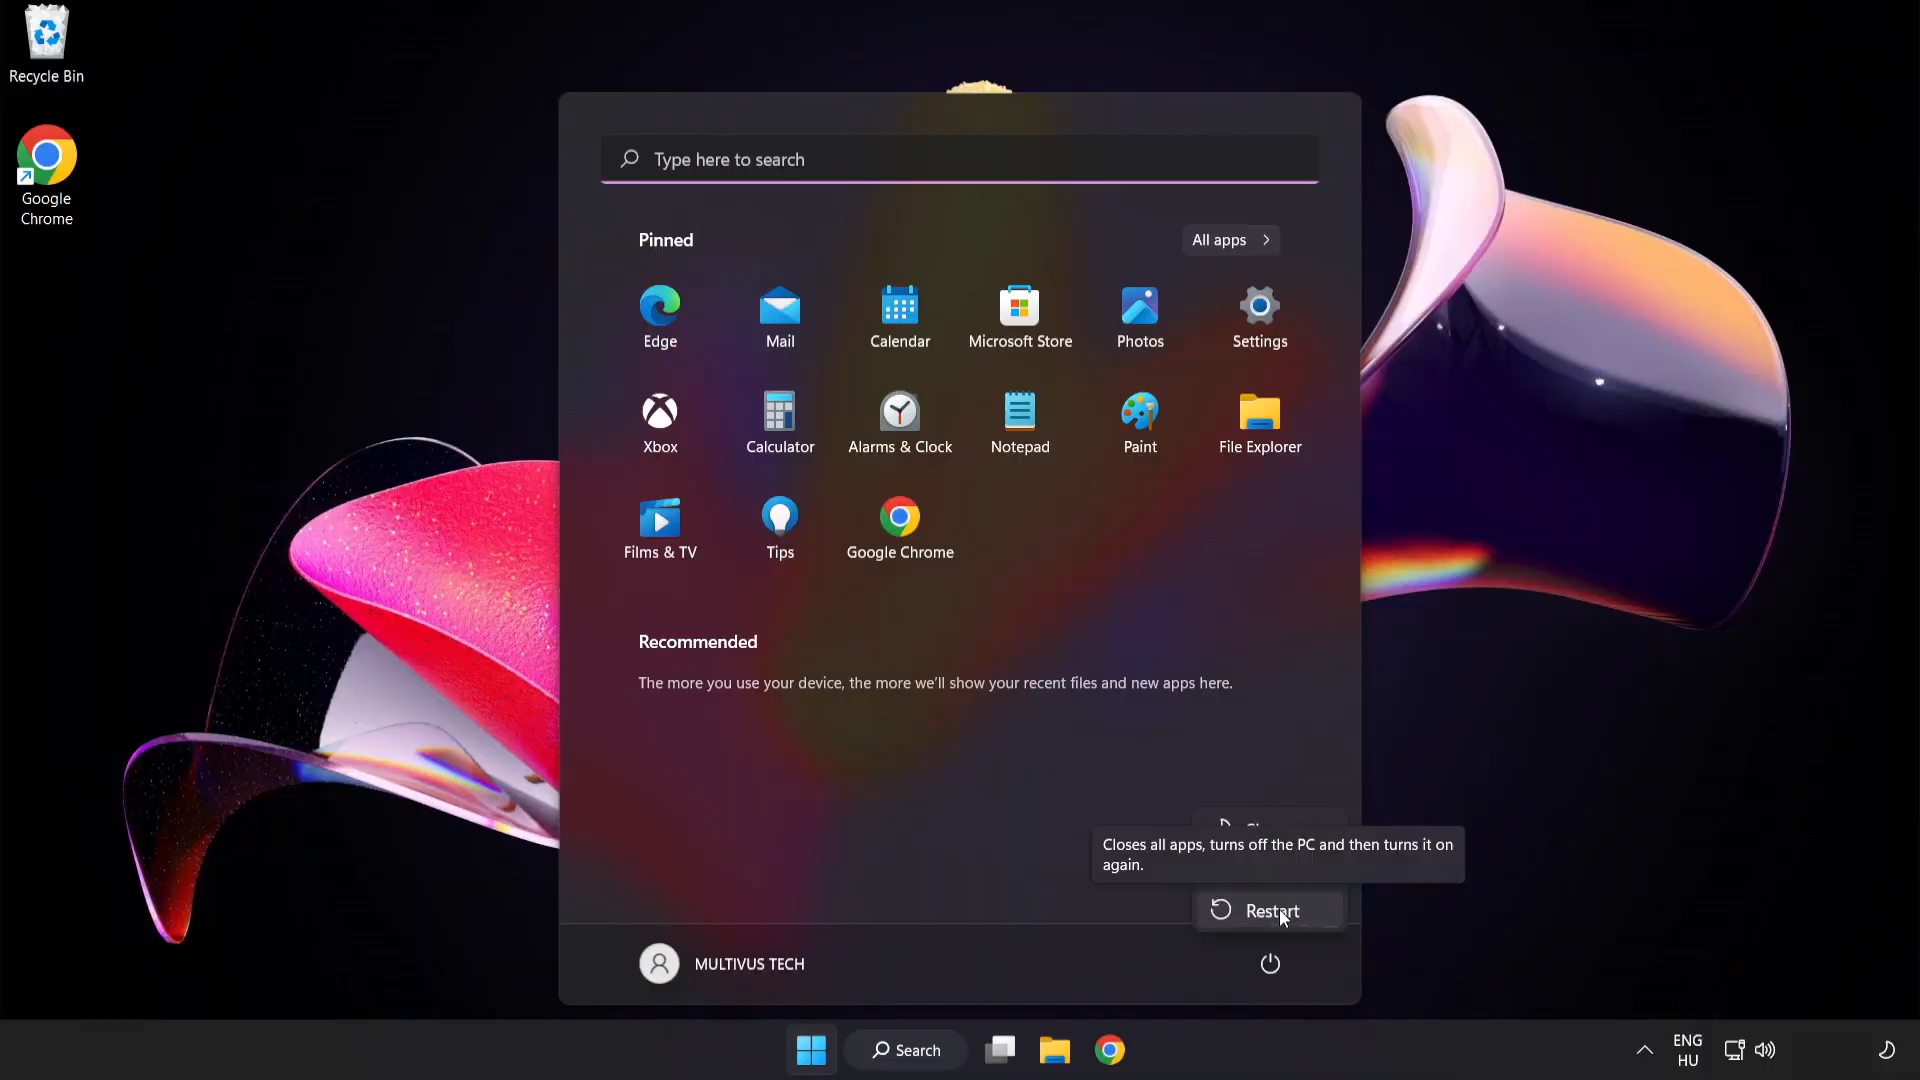 Recycle Bin
Google
Chrome
Type here to search
Pinned
All apps
Edge
Mail
Calendar
Microsoft Store
Photos
Settings
Xbox
Calculator
Alarms & Clock
Notepad
Paint
File Explorer
Films & TV
Tips
Google Chrome
Recommended
The more you use your device, the more we’ll show your recent files and new apps here.
Closes all apps, turns off the PC and then turns it on
again.
Restart
MULTIVUS TECH
Search
ENG
HU